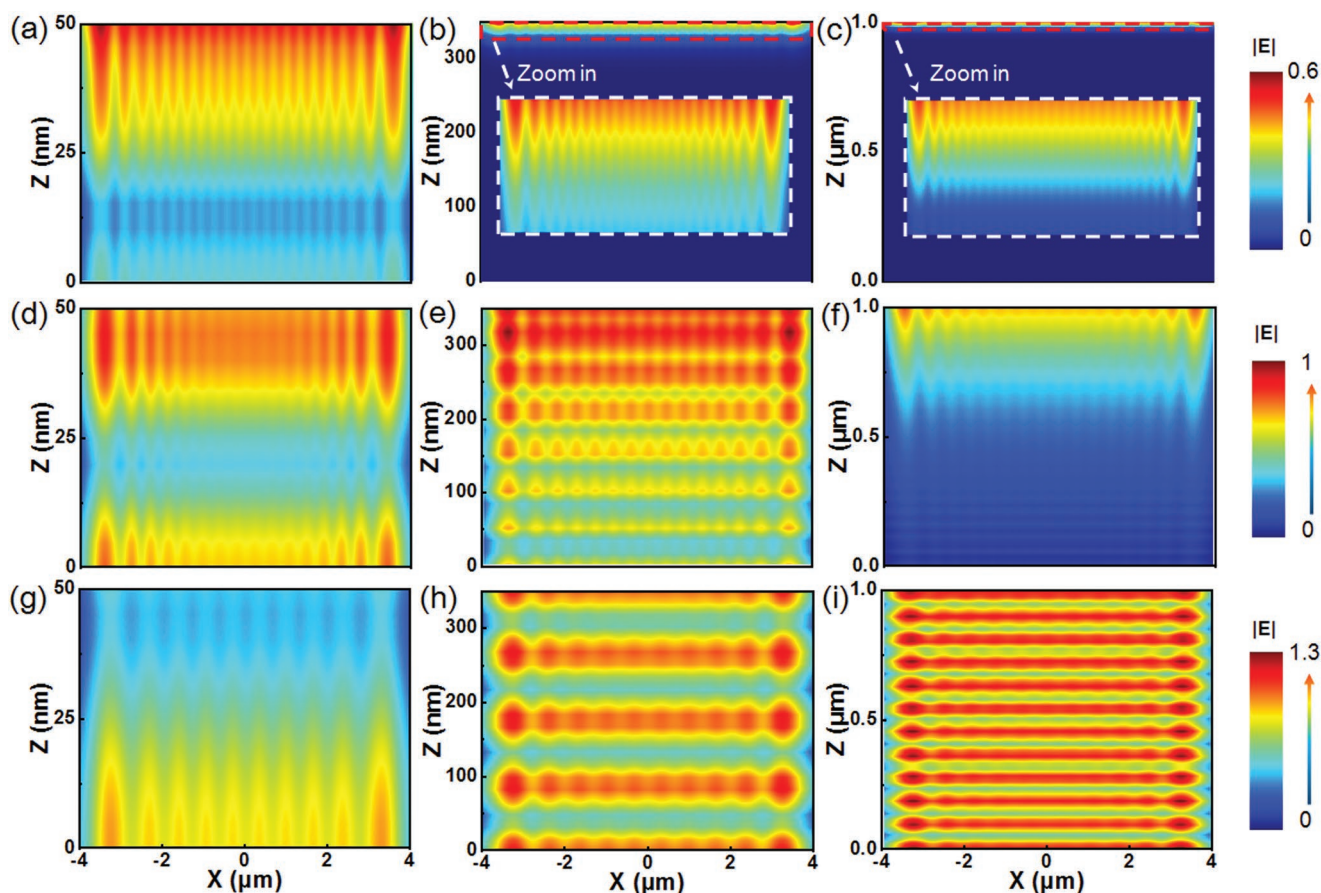 (a) (b) (c)
50 25 0 Z (nm)
300 200 100 0 Z (nm)
1.0 0.5 0.0 Z (µm)
Zoom in
Zoom in
|E| 0.6 0
(d) (e) (f)
50 25 0 Z (nm)
300 200 100 0 Z (nm)
1.0 0.5 0.0 Z (µm)
|E| 1 0
(g) (h) (i)
50 25 0 Z (nm)
300 200 100 0 Z (nm)
1.0 0.5 0.0 Z (µm)
|E| 1.3 0
-4 -2 0 2 4 -4 -2 0 2 4 -4 -2 0 2 4
X (µm) X (µm) X (µm)